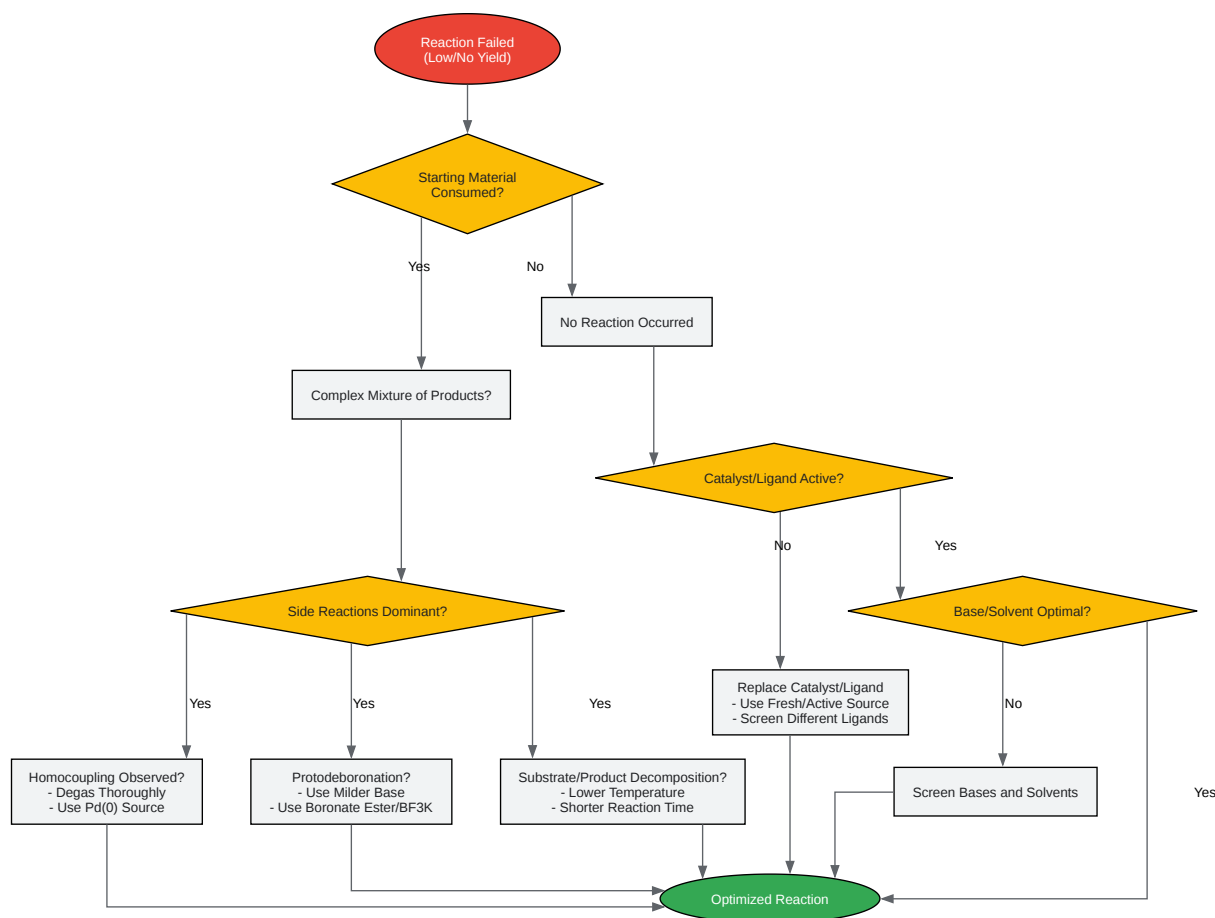 Reaction Failed
(Low/No Yield)
Starting Material
Consumed?
Yes
No
No Reaction Occurred
Complex Mixture of Products?
Catalyst/Ligand Active?
No
Yes
Side Reactions Dominant?
Base/Solvent Optimal?
Yes
Yes
Yes
No
Replace Catalyst/Ligand
- Use Fresh/Active Source
- Screen Different Ligands
Homocoupling Observed?
- Degas Thoroughly
- Use Pd(0) Source
Protodeboronation?
- Use Milder Base
- Use Boronate Ester/BF3K
Substrate/Product Decomposition?
- Lower Temperature
- Shorter Reaction Time
Screen Bases and Solvents
Yes
Optimized Reaction